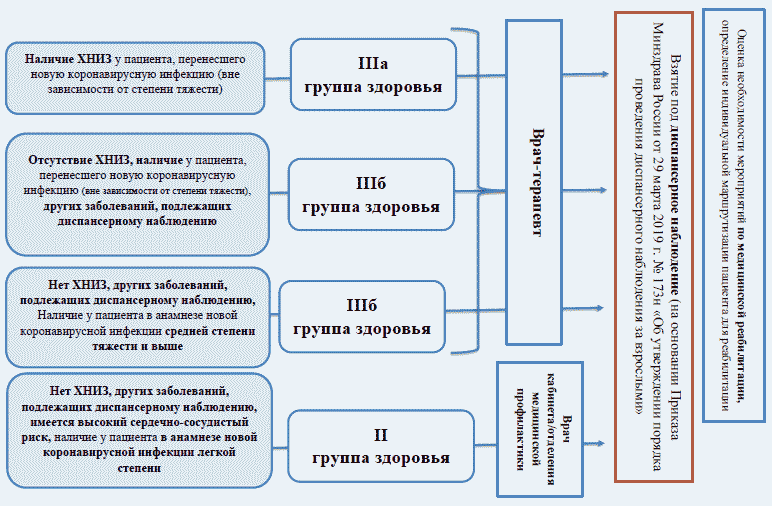 Наличие ХНИЗ у пациента, перенесшего
новую коронавирусную инфекцию (вне
зависимости от степени тяжести)
IIIа
группа здоровья
Отсутствие ХНИЗ, наличие у пациента,
перенесшего новую коронавирусную
инфекцию (вне зависимости от степени тяжести),
других заболеваний, подлежащих
диспансерному наблюдению
IIIб
группа здоровья
Нет ХНИЗ, других заболеваний,
подлежащих диспансерному наблюдению,
Наличие у пациента в анамнезе новой
коронавирусной инфекции средней степени
тяжести и выше
IIIб
группа здоровья
Нет ХНИЗ, других заболеваний,
подлежащих диспансерному наблюдению,
имеется высокий сердечно-сосудистый
риск, наличие у пациента в анамнезе новой
коронавирусной инфекции легкой
степени
II
группа здоровья
Врач-терапевт
Врач
кабинета/отделения
медицинской
профилактики
Взятие под диспансерное наблюдение (на основании Приказа
Минздрава России от 29 марта 2019 г. № 173н «Об утверждении порядка
проведения диспансерного наблюдения за взрослыми»
Оценка необходимости мероприятий по медицинской реабилитации,
определение индивидуальной маршрутизации пациента для реабилитации